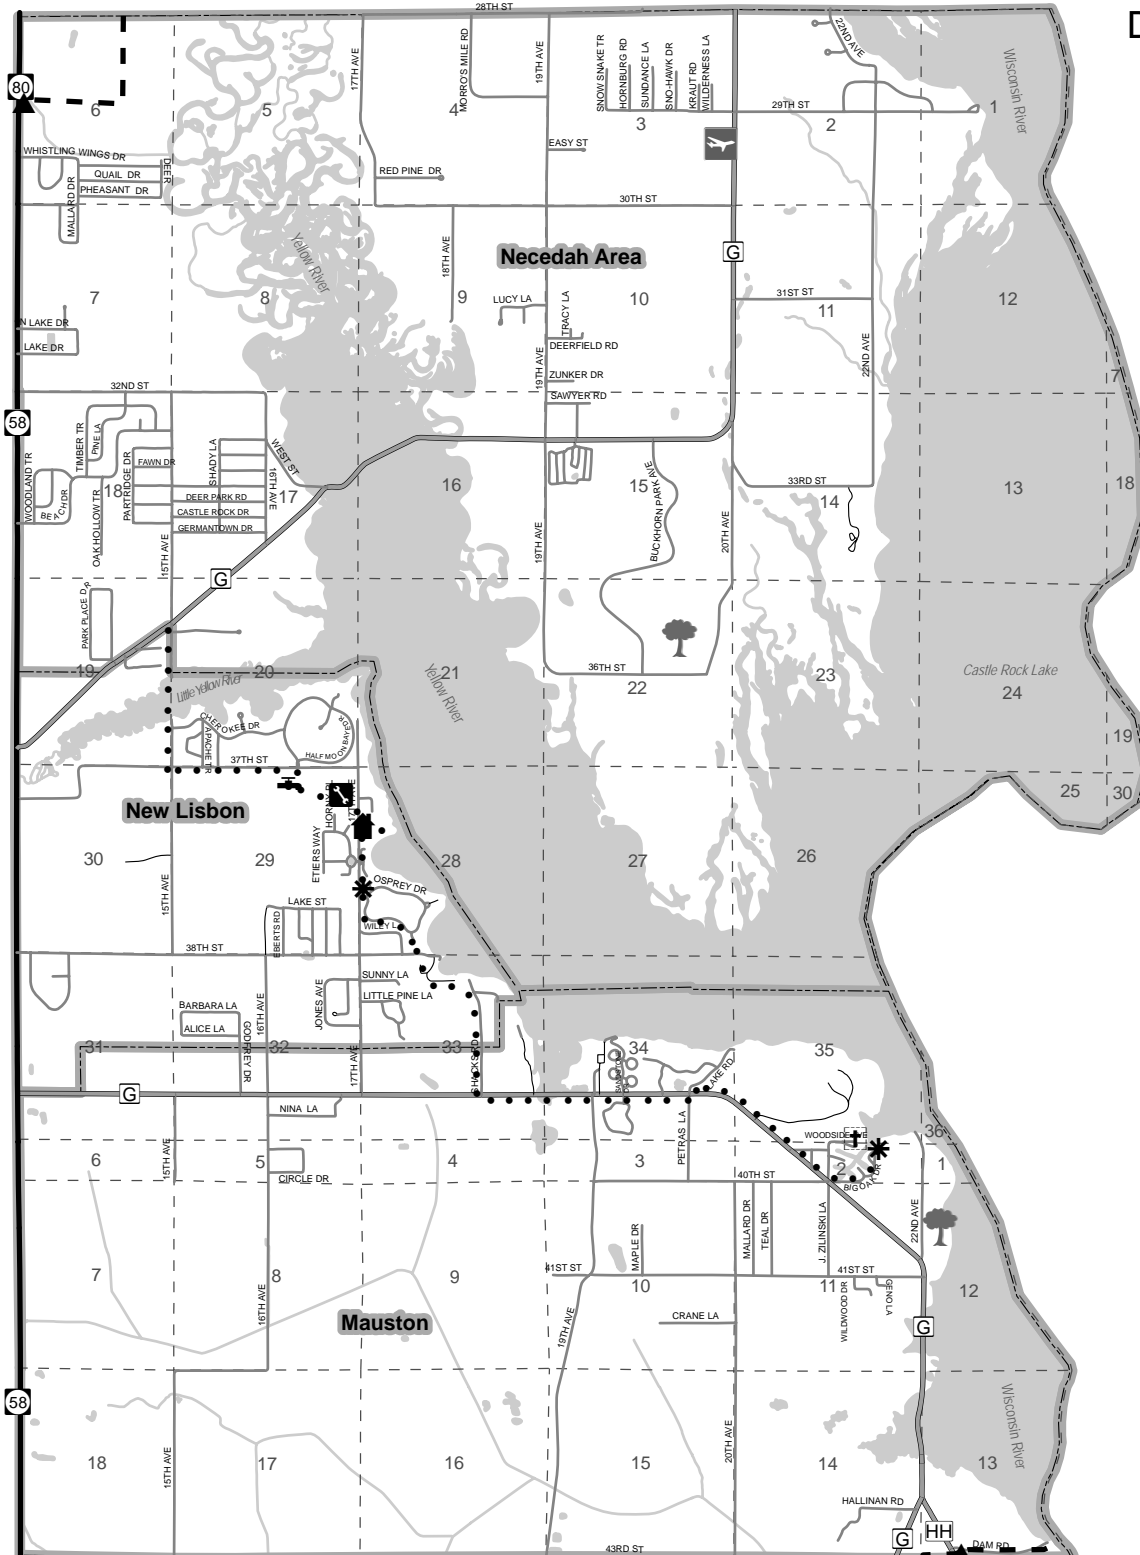 28TH ST
80
6
5
17TH AVE
MORRO'S MILE RD
4
19TH AVE
SNOW SNAKE TR
HORNBURG RD
SUNDANCE LA
SNO-HAWK DR
KRAUT RD
WILDERNESS LA
3
22ND AVE
29TH ST
2
1
Wisconsin River
WHISTLING WINGS DR
QUAIL DR
PHEASANT DR
MALLARD DR
DEER
RED PINE DR
EASY ST
30TH ST
Yellow River
18TH AVE
Necedah Area
G
7
8
9
LUCY LA
TRACY LA
10
31ST ST
11
12
N LAKE DR
LAKE DR
DEERFIELD RD
19TH AVE
ZUNKER DR
SAWYER RD
22ND AVE
7
32ND ST
58
TIMBER TR
PINE LA
WOODLAND TR
18
BEACH DR
OAK HOLLOW TR
PARTRIDGE DR
FAWN DR
SHADY LA
WEST ST
16TH AVE
17
DEER PARK RD
CASTLE ROCK DR
GERMANTOWN DR
15TH AVE
16
15
BUCKHORN PARK AVE
19TH AVE
20TH AVE
33RD ST
14
13
18
G
PARK PLACE DR
19
20
Little Yellow River
21
Yellow River
36TH ST
22
23
Castle Rock Lake
24
19
CHEROKEE DR
APACHE TR
HALF MOON BAYE DR
37TH ST
25
30
New Lisbon
17TH AVE
ETIERS WAY
30
29
28
27
26
15TH AVE
OSPREY DR
LAKE ST
EBERTS RD
WILEY L
38TH ST
SUNNY LA
LITTLE PINE LA
JONES AVE
BARBARA LA
ALICE LA
GODFREY DR
16TH AVE
17TH AVE
31
32
33
SHACKS RD
34
35
LAKE RD
G
NINA LA
PETRAS LA
WOODSIDE AVE
36
6
15TH AVE
5
4
3
2
1
CIRCLE DR
40TH ST
BIG OAK DR
22ND AVE
MAPLE DR
MALLARD DR
TEAL DR
J. ZILINSKI LA
7
8
9
41ST ST
10
41ST ST
11
12
16TH AVE
WILDWOOD DR
GENO LA
Mauston
19TH AVE
CRANE LA
G
58
Wisconsin River
18
15TH AVE
17
16
15
20TH AVE
14
13
HALLINAN RD
G
HH
43RD ST
DAM RD